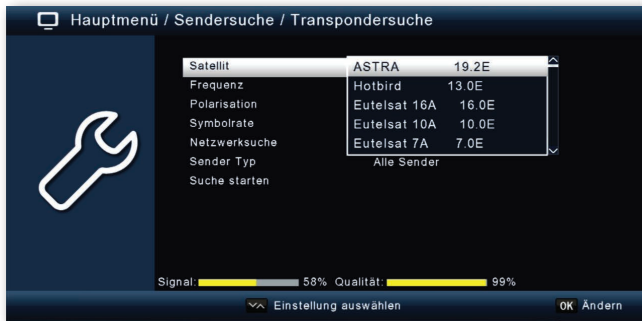 Hauptmenü / Sendersuche / Transpondersuche
Satellit
ASTRA 19.2E
Frequenz
Hotbird 13.0E
Polarisation
Eutelsat 16A 16.0E
Symbolrate
Eutelsat 10A 10.0E
Netzwerksuche
Eutelsat 7A 7.0E
Sender Typ
Alle Sender
Suche starten
Signal: 58% Qualität: 99%
Einstellung auswählen
OK Ändern